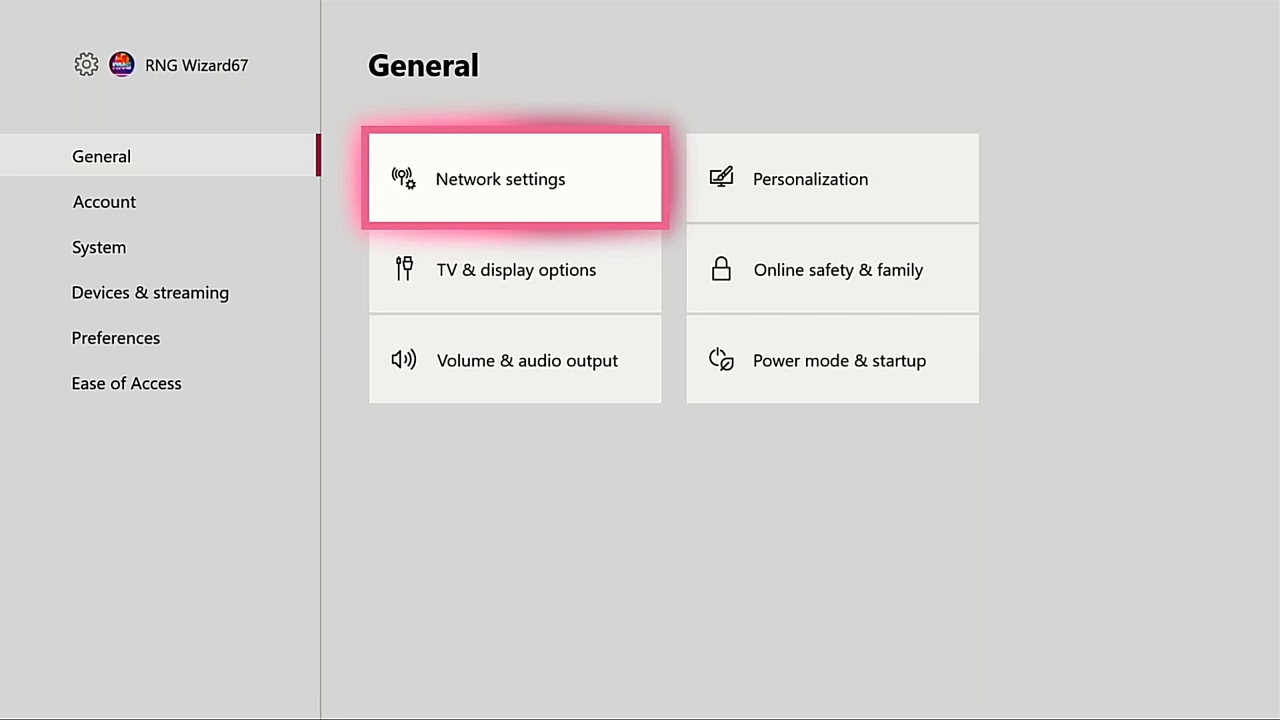 RNG Wizard67
General
Account
System
Devices & streaming
Preferences
Ease of Access
General
Network settings
Personalization
TV & display options
Online safety & family
Volume & audio output
Power mode & startup